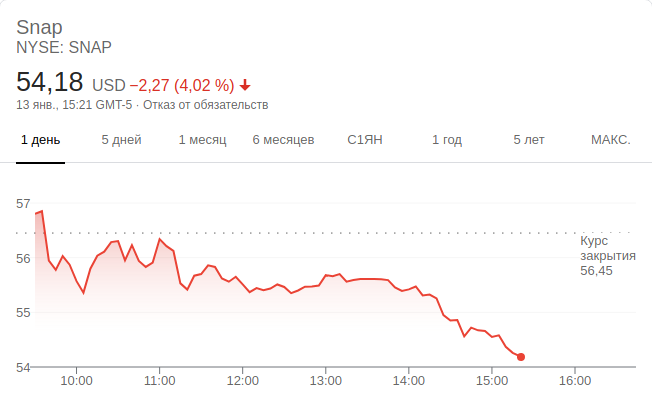 Snap
NYSE: SNAP
54,18 USD −2,27 (4,02 %)
13 янв., 15:21 GMT-5 · Отказ от обязательств
1 день 5 дней 1 месяц 6 месяцев С1ЯН 1 год 5 лет МАКС.
57
Курс
закрытия
56,45
56
55
54
10:00 11:00 12:00 13:00 14:00 15:00 16:00